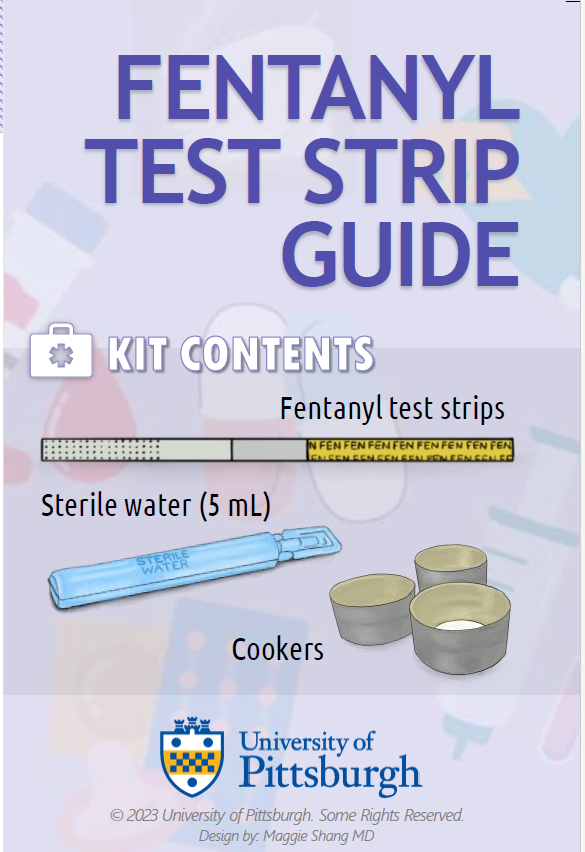 FENTANYL
TEST STRIP
GUIDE
KIT CONTENTS
Fentanyl test strips
N FEN FEN FEN FEN FEN FEN FEN FEN
Sterile water (5 mL)
STERILE
WATER
Cookers
University of
Pittsburgh
© 2023 University of Pittsburgh. Some Rights Reserved.
Design by: Maggie Shang MD